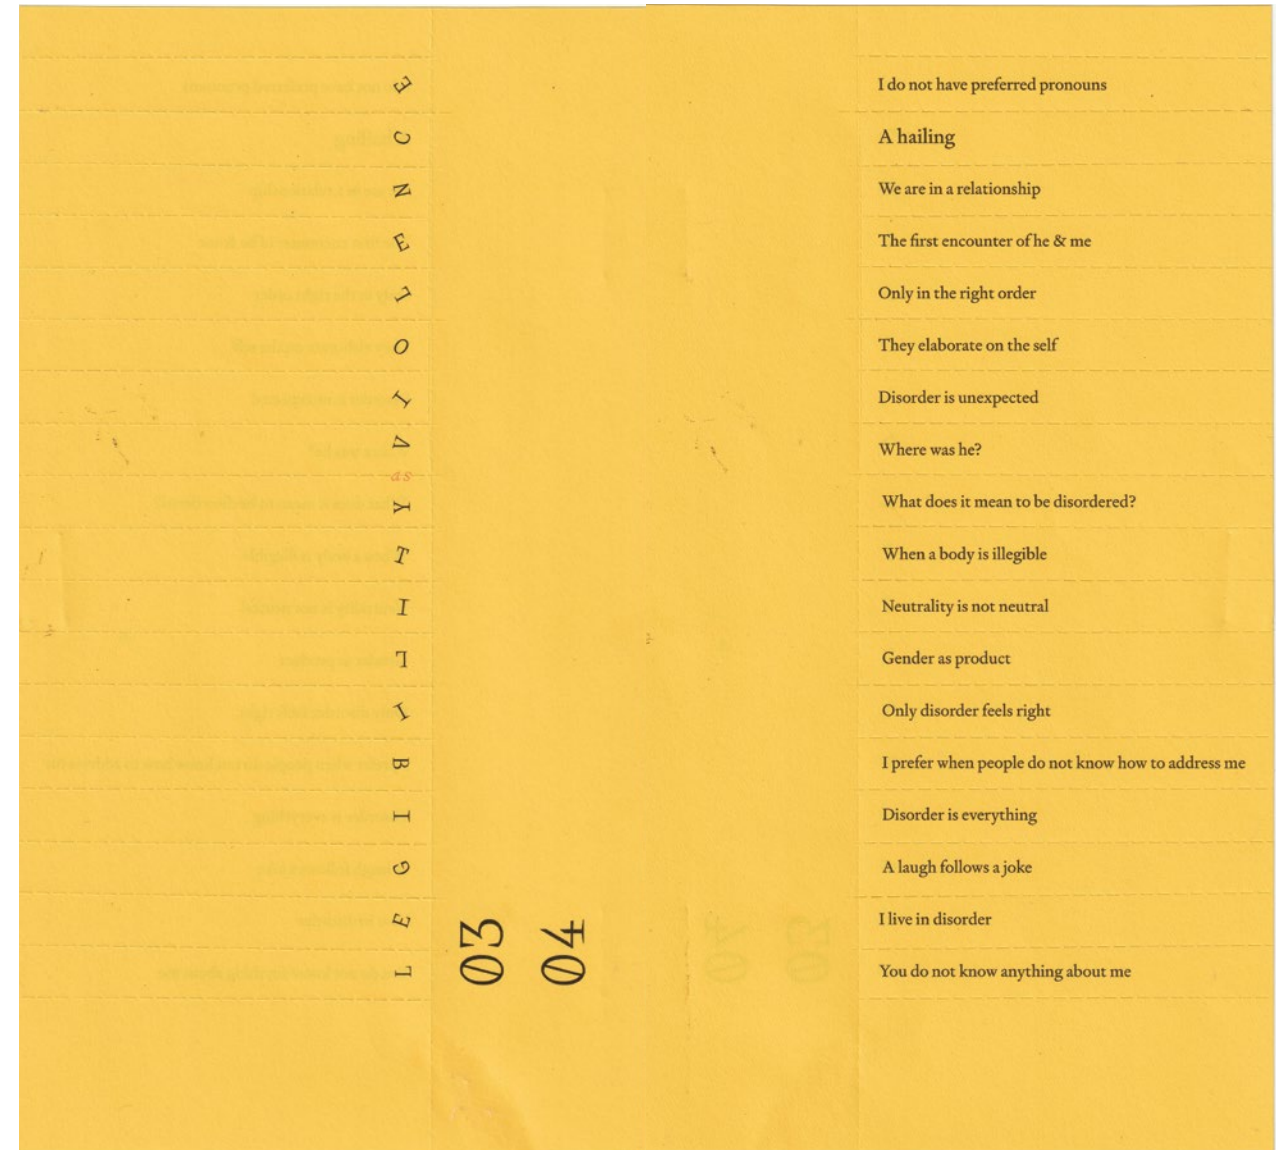 LEGIBILITY as VIOLENCE
03
04
I do not have preferred pronouns
A hailing
We are in a relationship
The first encounter of he & me
Only in the right order
They elaborate on the self
Disorder is unexpected
Where was he?
What does it mean to be disordered?
When a body is illegible
Neutrality is not neutral
Gender as product
Only disorder feels right
I prefer when people do not know how to address me
Disorder is everything
A laugh follows a joke
I live in disorder
You do not know anything about me